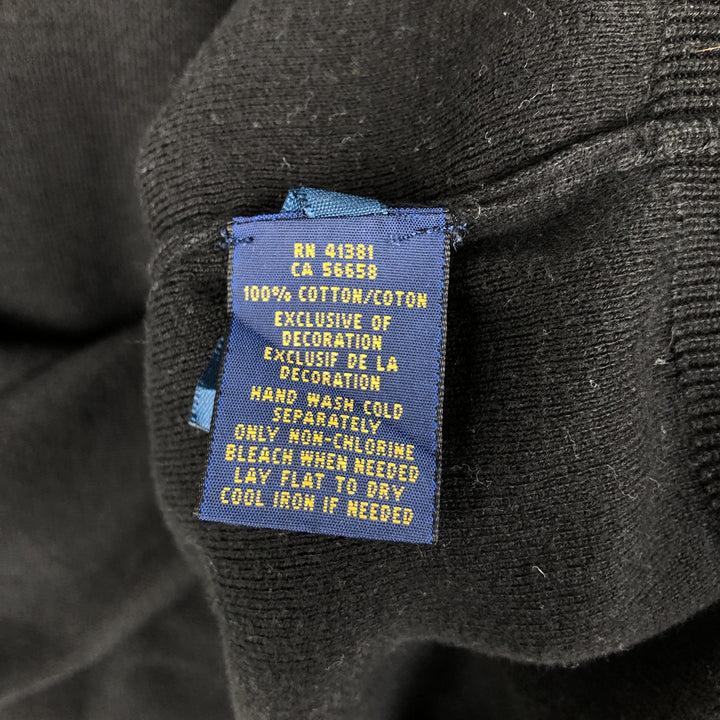 RN 41381
CA 56658
100% COTTON/COTON
EXCLUSIVE OF
DECORATION
EXCLUSIF DE LA
DECORATION
HAND WASH COLD
SEPARATELY
ONLY NON-CHLORINE
BLEACH WHEN NEEDED
LAY FLAT TO DRY
COOL IRON IF NEEDED